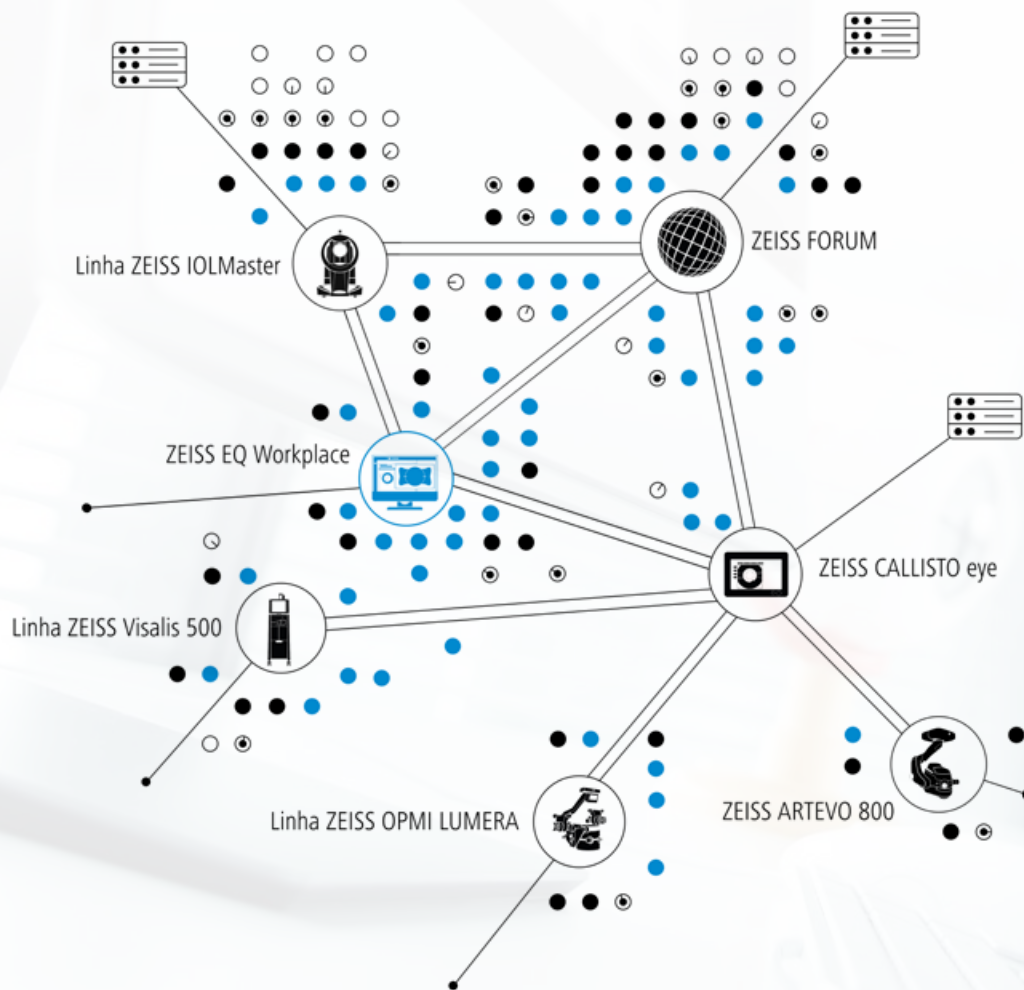 ZEISS FORUM
Linha ZEISS IOLMaster
ZEISS EQ Workplace
ZEISS CALLISTO eye
Linha ZEISS Visalis 500
Linha ZEISS OPMI LUMERA
ZEISS ARTEVO 800